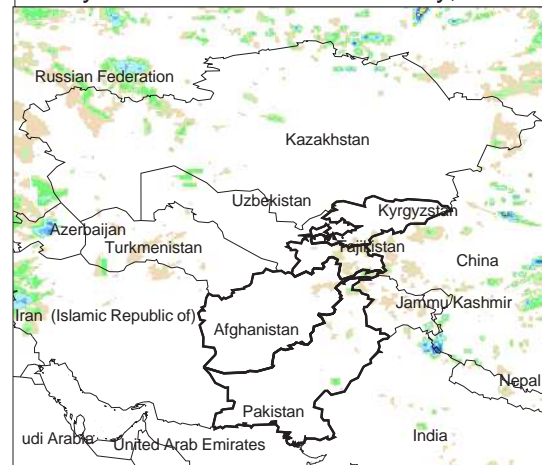 Russian Federation
Kazakhstan
Uzbekistan
Kyrgyzstan
Azerbaijan
Turkmenistan
Tajikistan
China
Jammu Kashmir
Iran (Islamic Republic of)
Afghanistan
Nepal
Pakistan
udi Arabia
United Arab Emirates
India